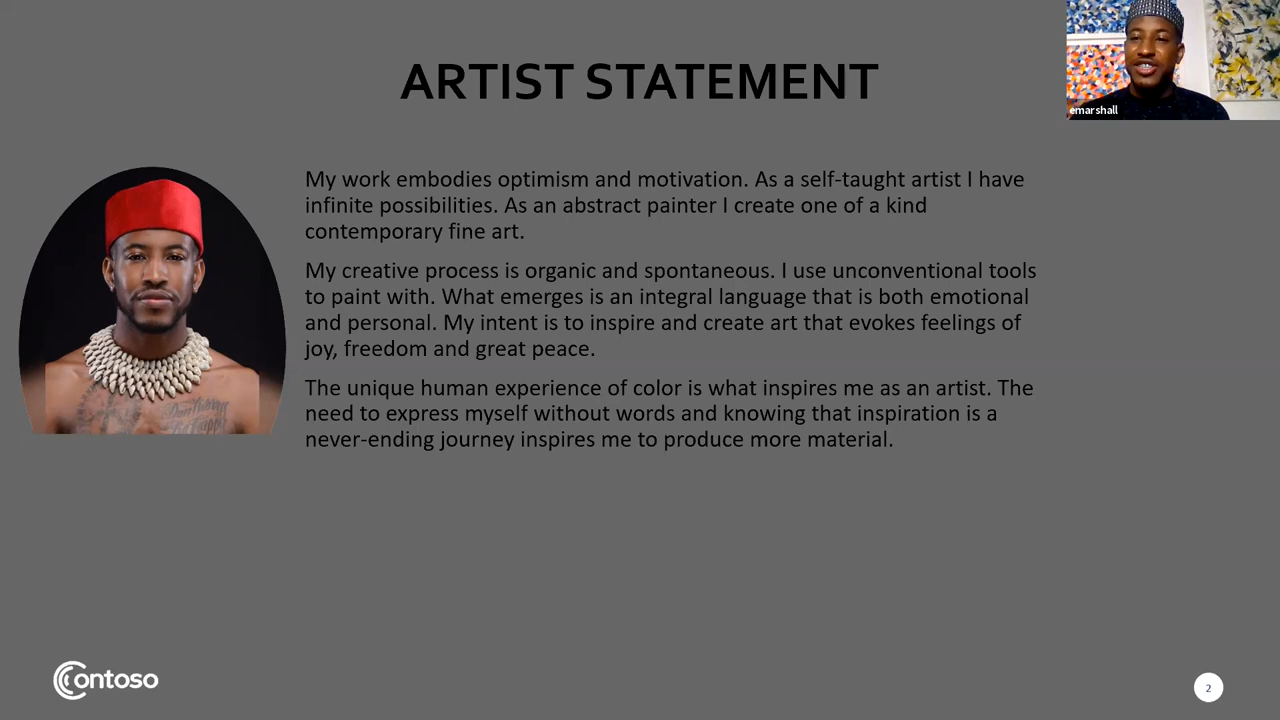 ARTIST STATEMENT
emarshall
My work embodies optimism and motivation. As a self-taught artist I have
infinite possibilities. As an abstract painter I create one of a kind
contemporary fine art.
My creative process is organic and spontaneous. I use unconventional tools
to paint with. What emerges is an integral language that is both emotional
and personal. My intent is to inspire and create art that evokes feelings of
joy, freedom and great peace.
The unique human experience of color is what inspires me as an artist. The
need to express myself without words and knowing that inspiration is a
never-ending journey inspires me to produce more material.
Contoso
2